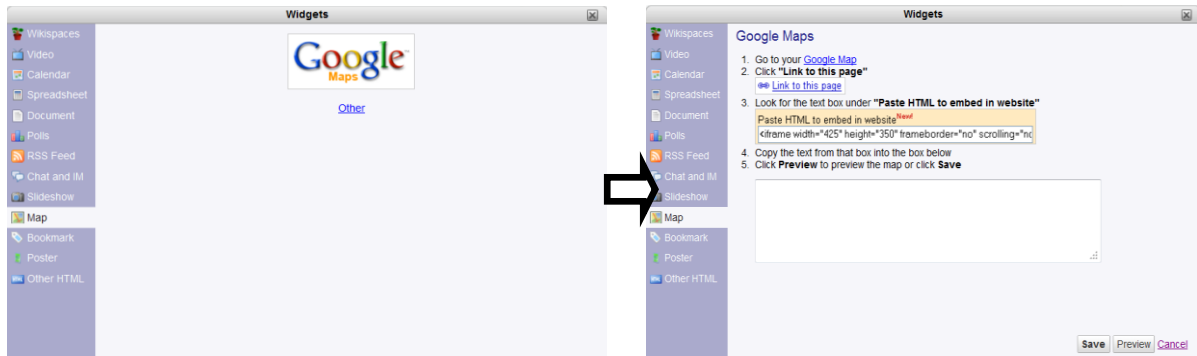 Widgets
Wikispaces
Video
Calendar
Spreadsheet
Document
Polls
RSS Feed
Chat and IM
Slideshow
Map
Bookmark
Poster
Other HTML
Google
Maps
Other
Widgets
Wikispaces
Video
Calendar
Spreadsheet
Document
Polls
RSS Feed
Chat and IM
Slideshow
Map
Bookmark
Poster
Other HTML
Google Maps
1. Go to your Google Map
2. Click "Link to this page"
Link to this page
3. Look for the text box under "Paste HTML to embed in website"
Paste HTML to embed in website New!
<iframe width="425" height="350" frameborder="no" scrolling="nc
4. Copy the text from that box into the box below
5. Click Preview to preview the map or click Save
Save Preview Cancel